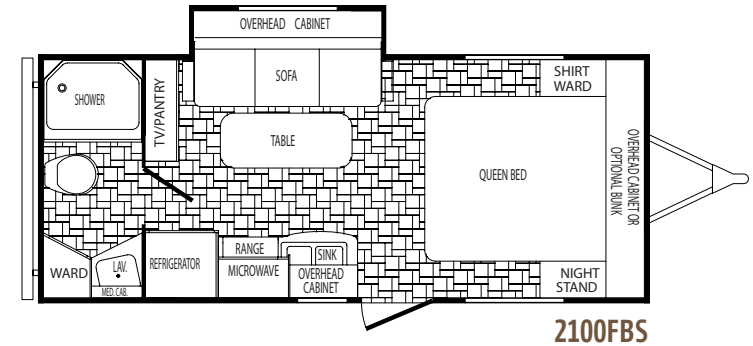 OVERHEAD CABINET
SOFA
SHIRT
WARD
SHOWER
TV/PANTRY
TABLE
QUEEN BED
OVERHEAD CABINET OR
OPTIONAL BUNK
WARD
LAV.
MED. CAB.
REFRIGERATOR
RANGE
MICROWAVE
SINK
OVERHEAD
CABINET
NIGHT
STAND
2100FBS